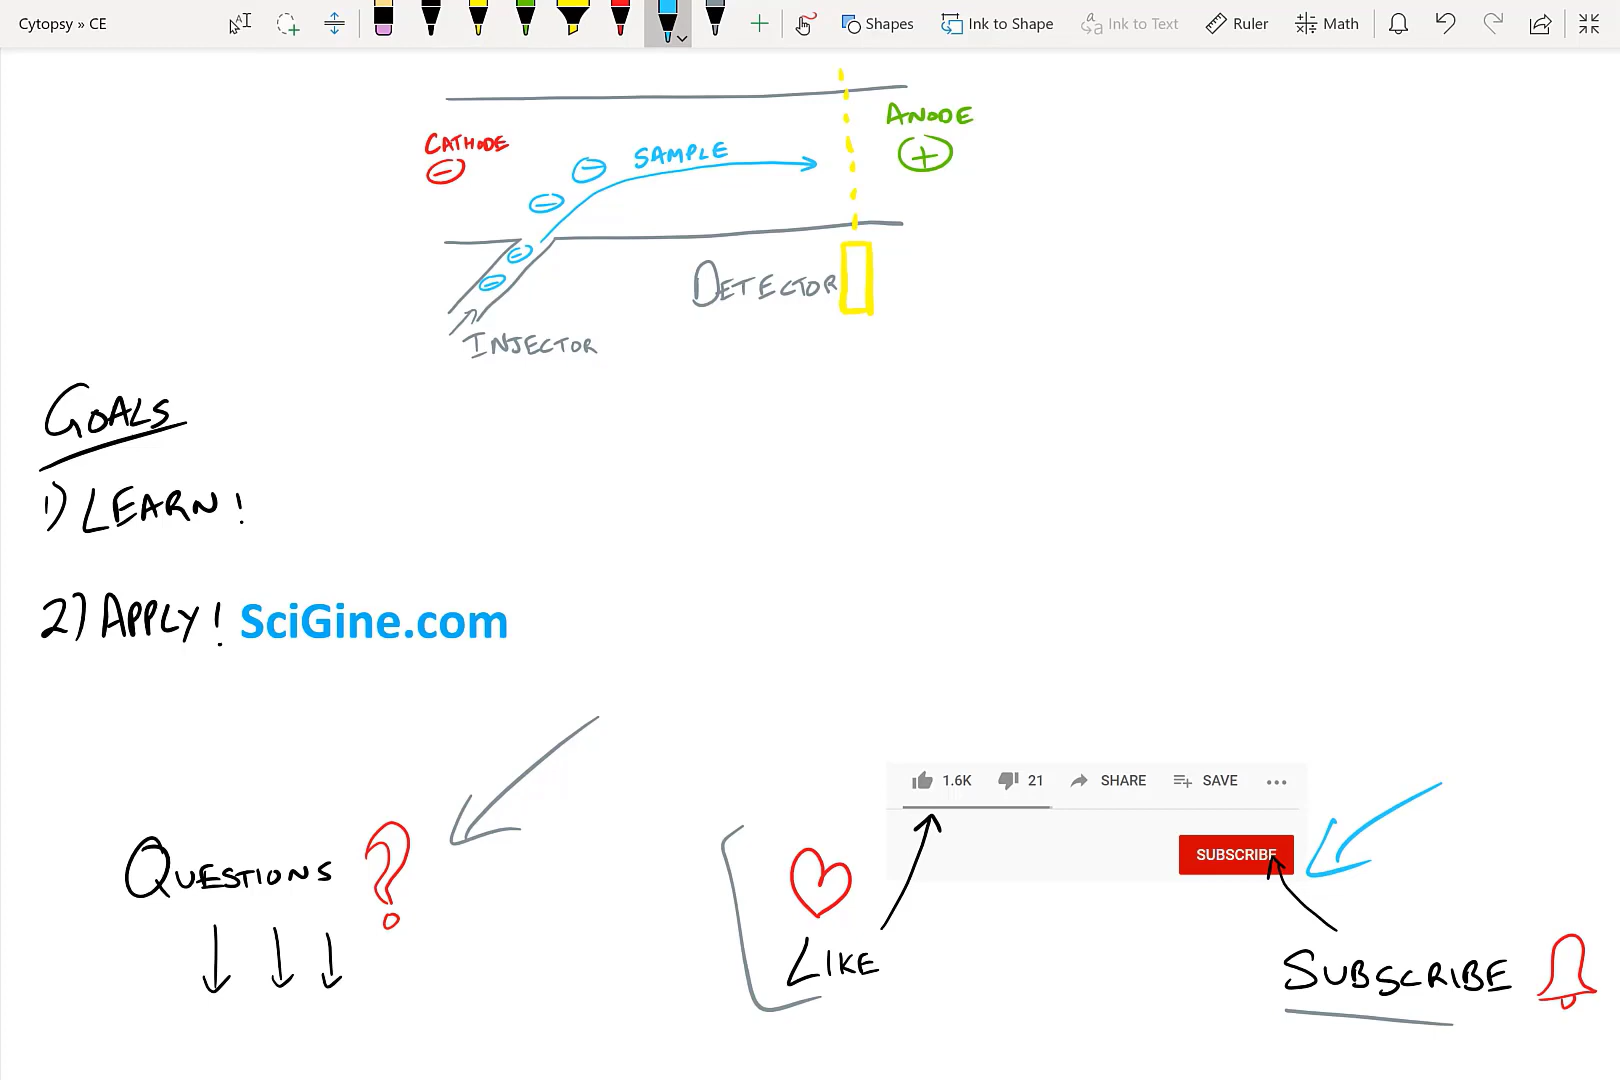 Cytopsy » CE
Shapes
Ink to Shape
Ink to Text
Ruler
Math
ANODE
+
CATHODE
−
SAMPLE
DETECTOR
INJECTOR
GOALS
1) LEARN!
2) APPLY! SciGine.com
1.6K 21 SHARE SAVE
SUBSCRIBE
QUESTIONS ?
LIKE
SUBSCRIBE